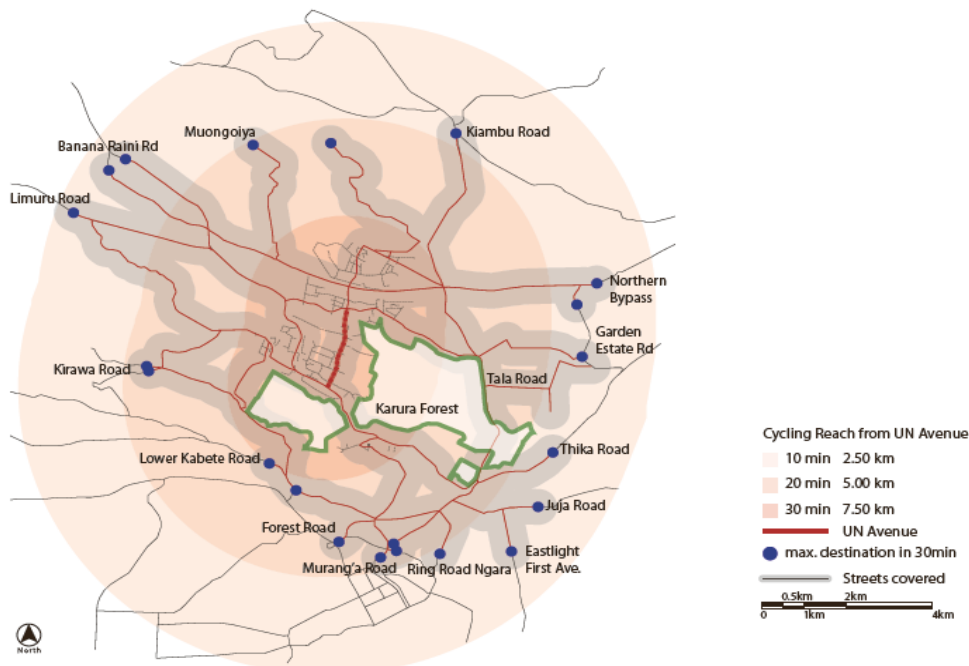 Kiambu Road
Muongoiya
Banana Raini Rd
Limuru Road
Northern
Bypass
Garden
Estate Rd
Kirawa Road
Tala Road
Karura Forest
Thika Road
Lower Kabete Road
Juja Road
Forest Road
Eastlight
First Ave.
Murang'a Road
Ring Road Ngara
Cycling Reach from UN Avenue
10 min 2.50 km
20 min 5.00 km
30 min 7.50 km
UN Avenue
max. destination in 30min
Streets covered
0.5km 2km
0 1km 4km
North